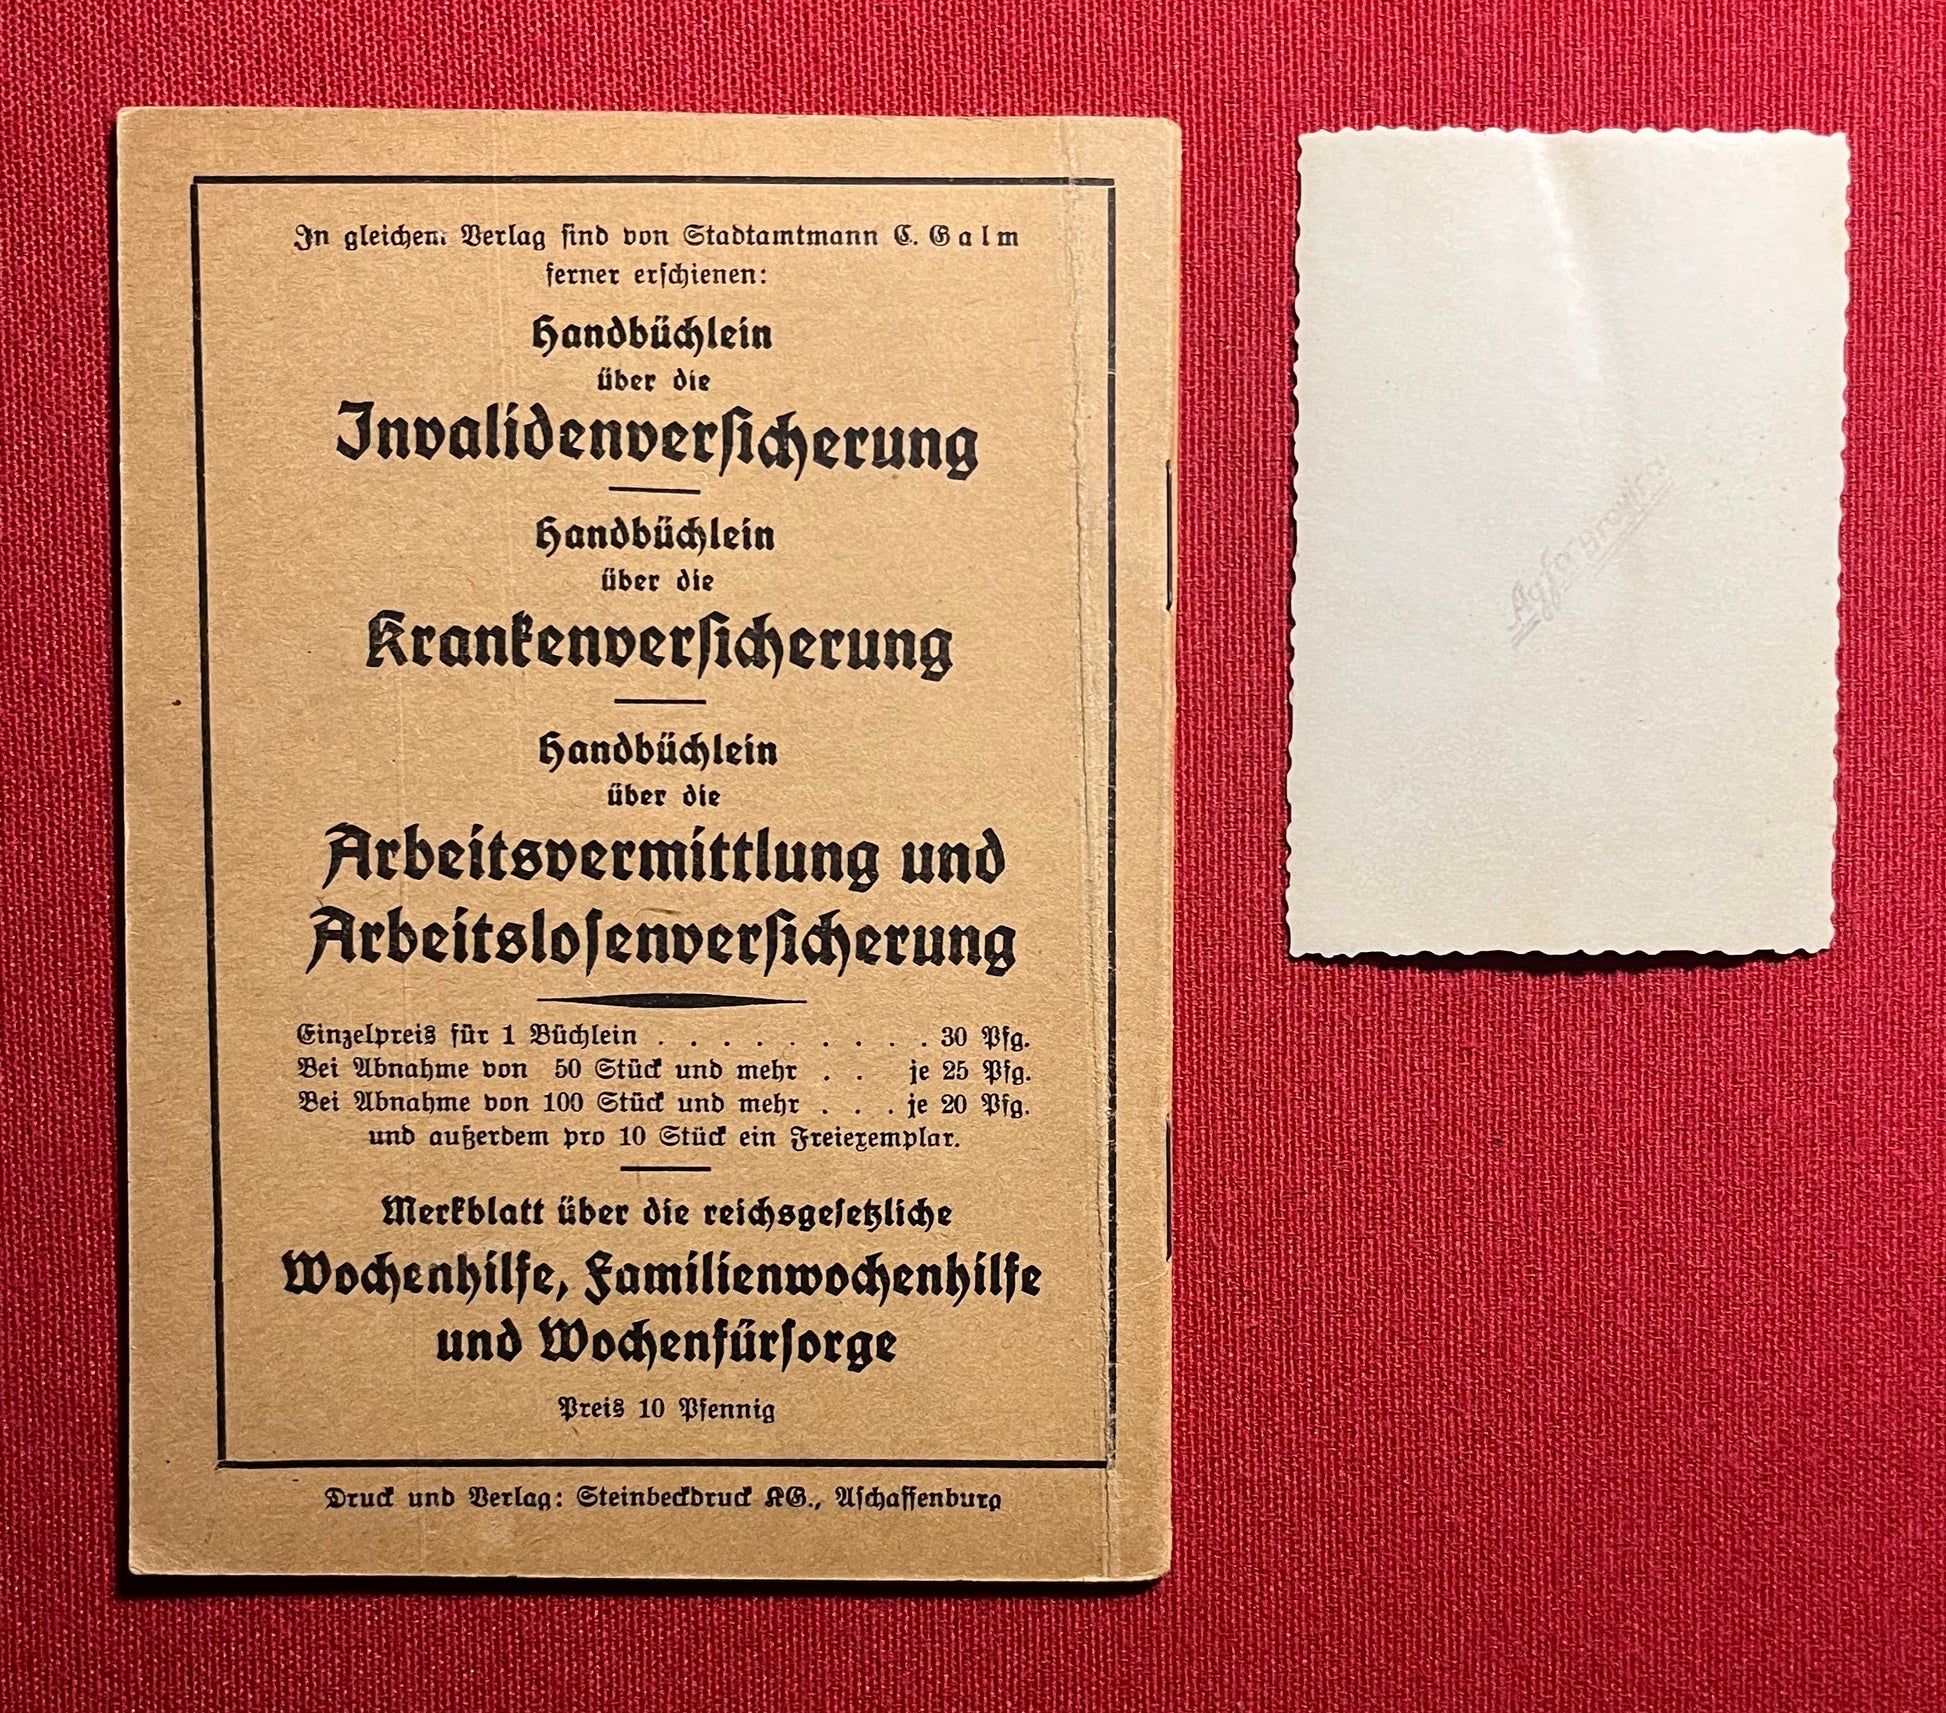 In gleichem Verlag sind von Stadtamtmann C. Galm
ferner erschienen:
Handbüchlein
über die
Invalidenversicherung
Handbüchlein
über die
Krankenversicherung
Handbüchlein
über die
Arbeitsvermittlung und
Arbeitslosenversicherung
Einzelpreis für 1 Büchlein . . . . . . . . . 30 Pfg.
Bei Abnahme von 50 Stück und mehr . . je 25 Pfg.
Bei Abnahme von 100 Stück und mehr . . . je 20 Pfg.
und außerdem pro 10 Stück ein Freiexemplar.
Merkblatt über die reichsgesetzliche
Wochenhilfe, Familienwochenhilfe
und Wochenfürsorge
Preis 10 Pfennig
Druck und Verlag: Steinbeckdruck KG., Aschaffenburg
Agfa-Brovira